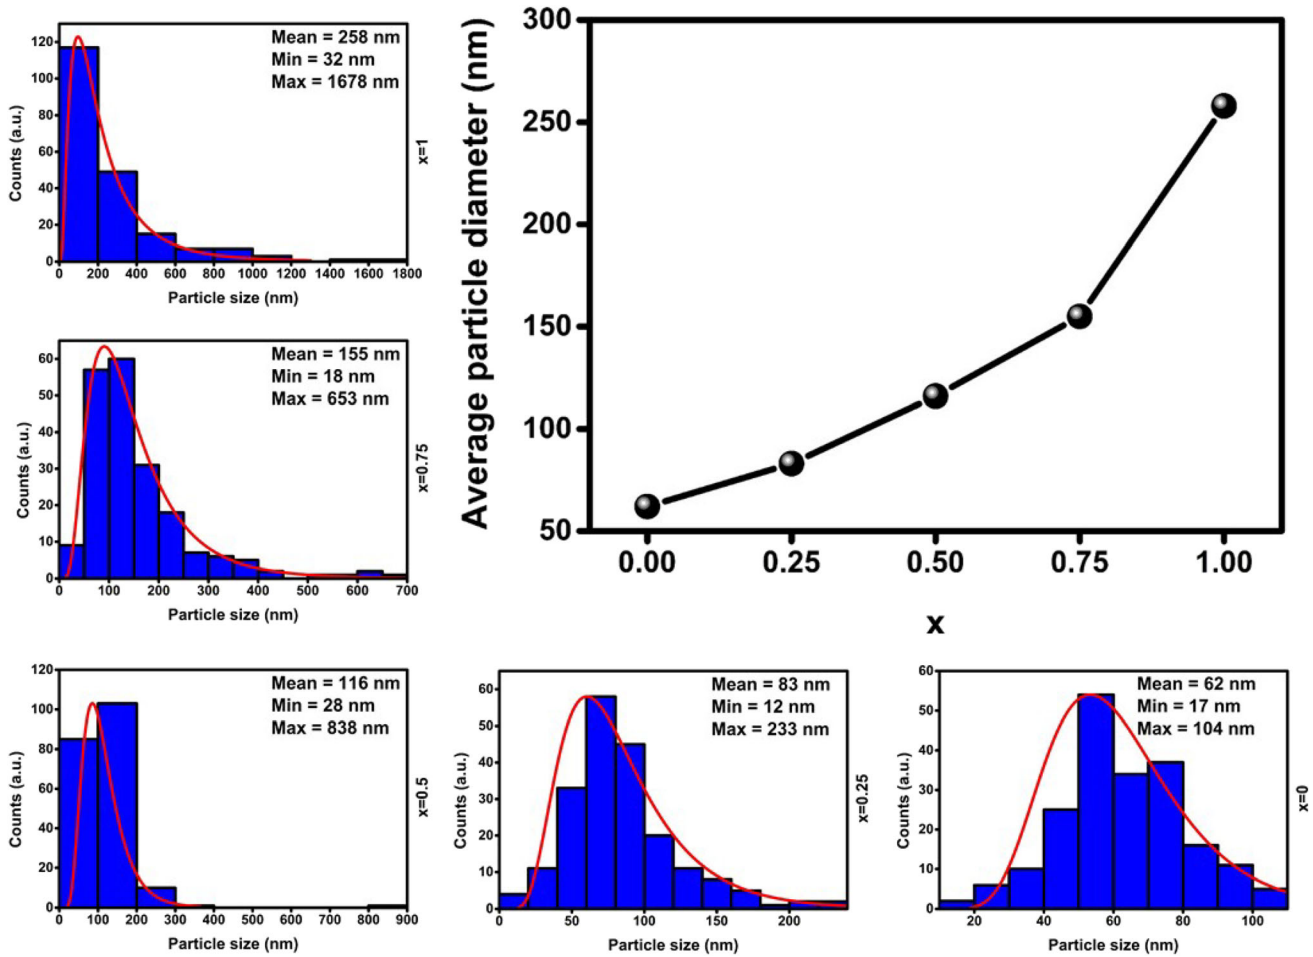 Mean = 258 nm
Min = 32 nm
Max = 1678 nm
120
100
80
60
40
20
0
Counts (a.u.)
0 200 400 600 800 1000 1200 1400 1600 1800
Particle size (nm)
x=1
Mean = 155 nm
Min = 18 nm
Max = 653 nm
60
50
40
30
20
10
0
Counts (a.u.)
0 100 200 300 400 500 600 700
Particle size (nm)
x=0.75
300
250
200
150
100
50
Average particle diameter (nm)
0.00 0.25 0.50 0.75 1.00
x
Mean = 116 nm
Min = 28 nm
Max = 838 nm
120
100
80
60
40
20
0
Counts (a.u.)
0 100 200 300 400 500 600 700 800 900
Particle size (nm)
x=0.5
Mean = 83 nm
Min = 12 nm
Max = 233 nm
60
50
40
30
20
10
0
Counts (a.u.)
0 50 100 150 200
Particle size (nm)
x=0.25
Mean = 62 nm
Min = 17 nm
Max = 104 nm
60
50
40
30
20
10
0
Counts (a.u.)
20 40 60 80 100
Particle size (nm)
x=0